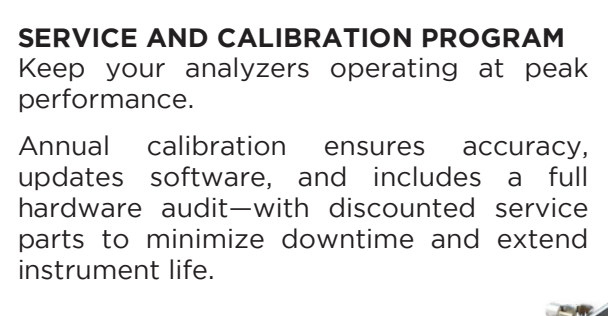 SERVICE AND CALIBRATION PROGRAM
Keep your analyzers operating at peak
performance.
Annual calibration ensures accuracy,
updates software, and includes a full
hardware audit—with discounted service
parts to minimize downtime and extend
instrument life.